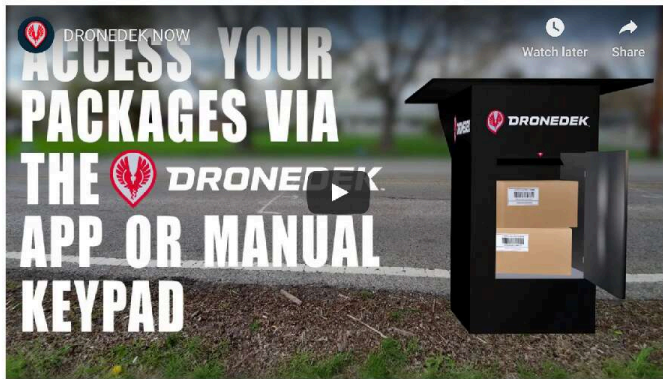 DRONEDEK NOW
Watch later
Share
ACCESS YOUR
PACKAGES VIA
THE DRONEDEK
APP OR MANUAL
KEYPAD
DRONEDEK